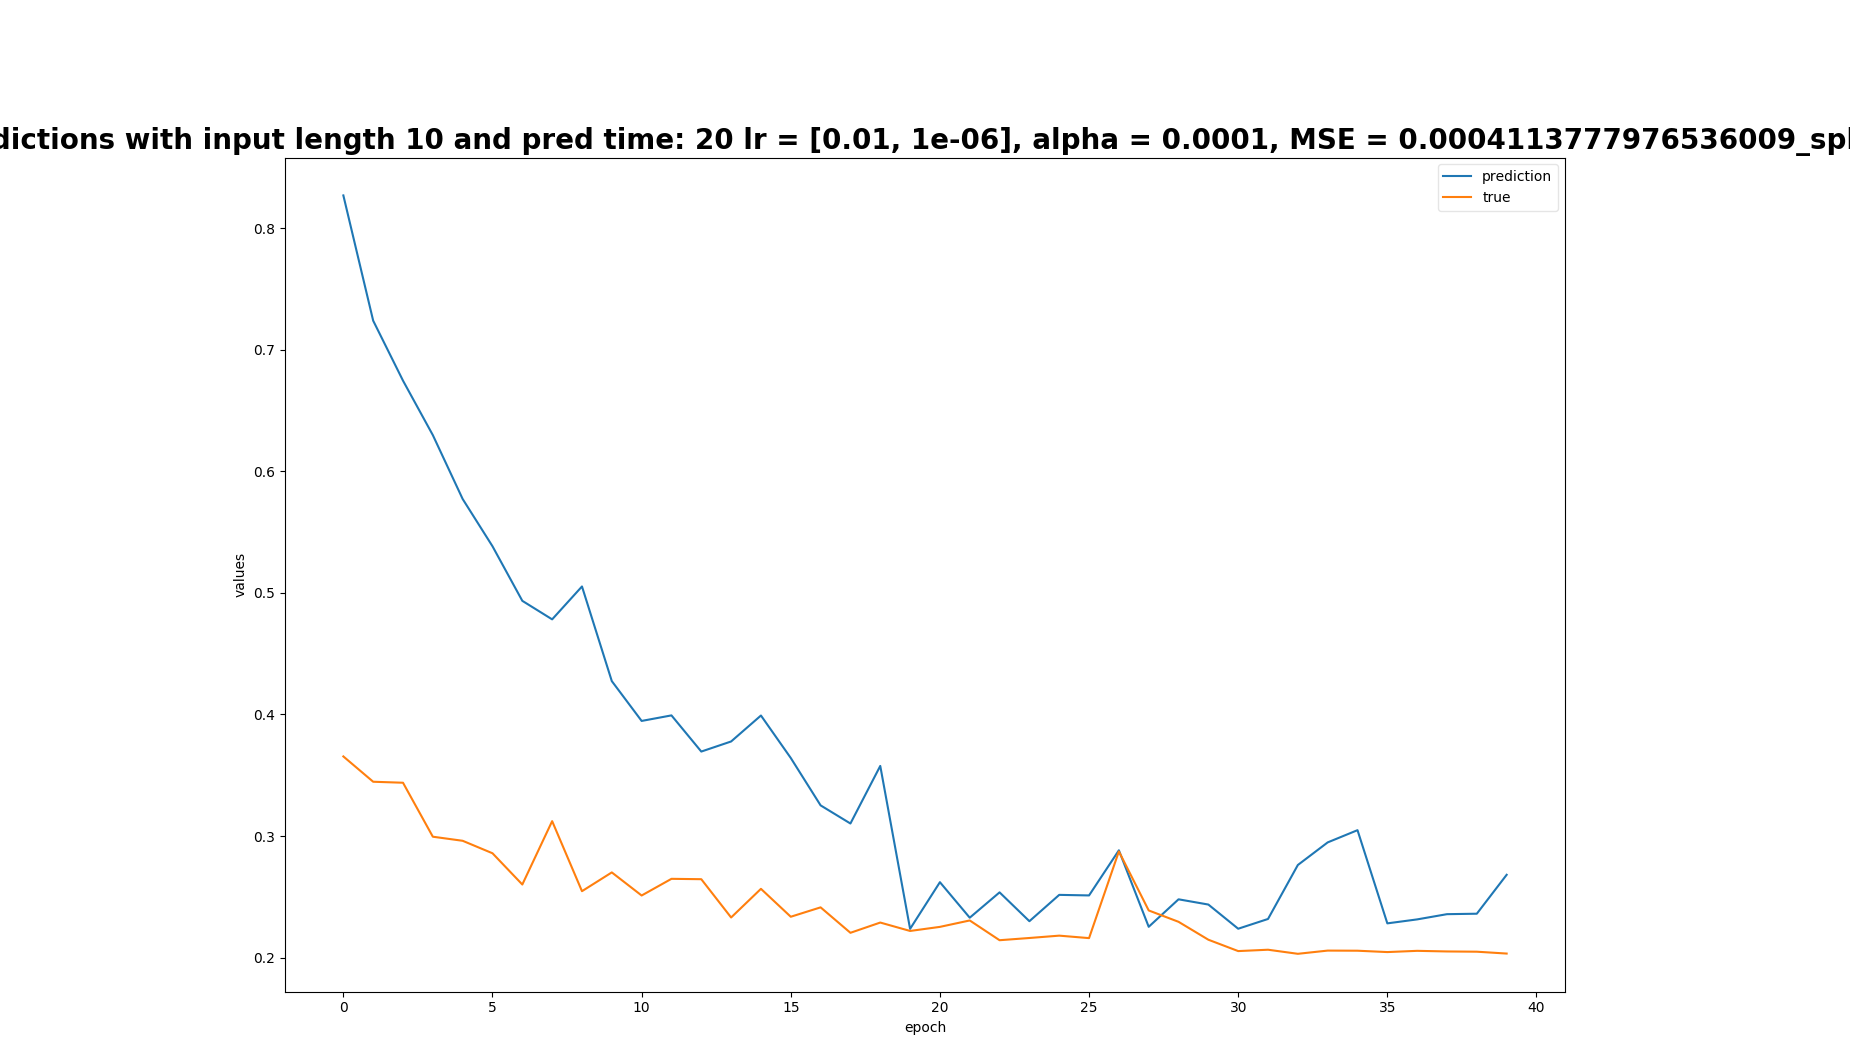 dictions with input length 10 and pred time: 20 lr = [0.01, 1e-06], alpha = 0.0001, MSE = 0.0004113777976536009_spl
prediction
true
0.8
0.7
0.6
0.5
0.4
0.3
0.2
values
0 5 10 15 20 25 30 35 40
epoch